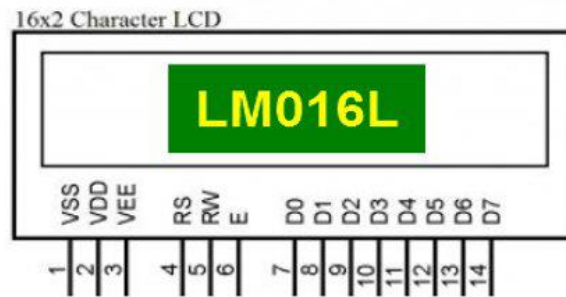 16x2 Character LCD
LM016L
VSS VDD VEE RS RW E D0 D1 D2 D3 D4 D5 D6 D7
1 2 3 4 5 6 7 8 9 10 11 12 13 14